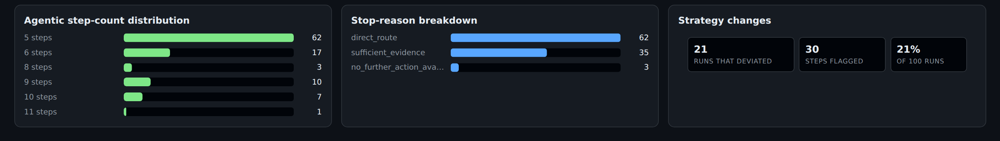 Agentic step-count distribution
5 steps 62
6 steps 17
8 steps 3
9 steps 10
10 steps 7
11 steps 1
Stop-reason breakdown
direct_route 62
sufficient_evidence 35
no_further_action_ava... 3
Strategy changes
21
RUNS THAT DEVIATED
30
STEPS FLAGGED
21%
OF 100 RUNS